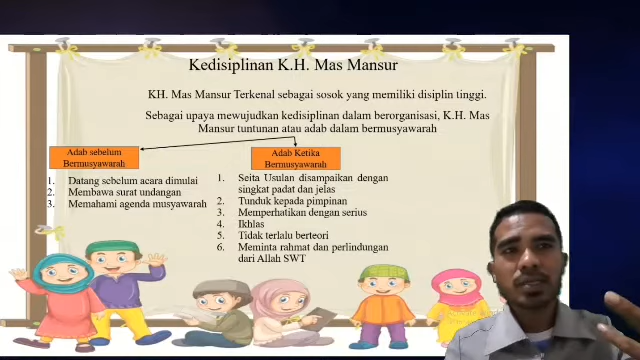 Kedisiplinan K.H. Mas Mansur
KH. Mas Mansur Terkenal sebagai sosok yang memiliki disiplin tinggi.
Sebagai upaya mewujudkan kedisiplinan dalam berorganisasi, K.H. Mas
Mansur tuntunan atau adab dalam bermusyawarah
Adab sebelum
Bermusyawarah
1. Datang sebelum acara dimulai
2. Membawa surat undangan
3. Memahami agenda musyawarah
Adab Ketika
Bermusyawarah
1. Seita Usulan disampaikan dengan
singkat padat dan jelas
2. Tunduk kepada pimpinan
3. Memperhatikan dengan serius
4. Ikhlas
5. Tidak terlalu berteori
6. Meminta rahmat dan perlindungan
dari Allah SWT